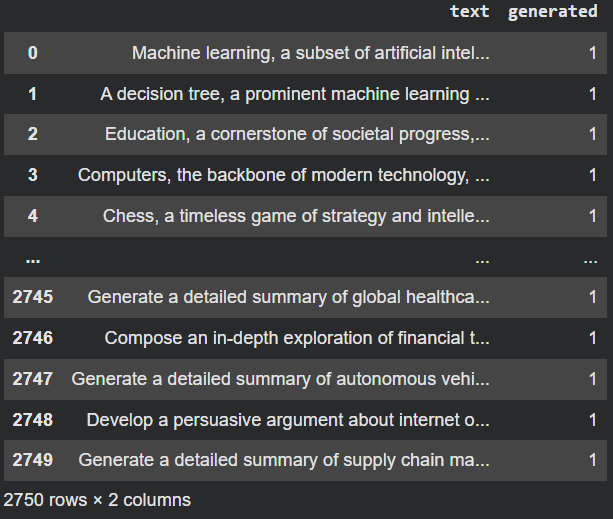 text generated
0 Machine learning, a subset of artificial intel... 1
1 A decision tree, a prominent machine learning ... 1
2 Education, a cornerstone of societal progress,... 1
3 Computers, the backbone of modern technology, ... 1
4 Chess, a timeless game of strategy and intelle... 1
... ... ...
2745 Generate a detailed summary of global healthca... 1
2746 Compose an in-depth exploration of financial t... 1
2747 Generate a detailed summary of autonomous vehi... 1
2748 Develop a persuasive argument about internet o... 1
2749 Generate a detailed summary of supply chain ma... 1
2750 rows × 2 columns